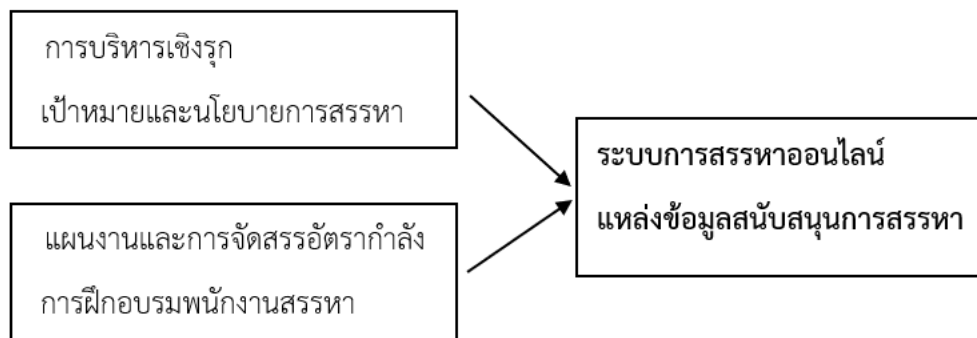 การบริหารเชิงรุก
เป้าหมายและนโยบายการสรรหา
แผนงานและการจัดสรรอัตรากำลัง
การฝึกอบรมพนักงานสรรหา
ระบบการสรรหาออนไลน์
แหล่งข้อมูลสนับสนุนการสรรหา